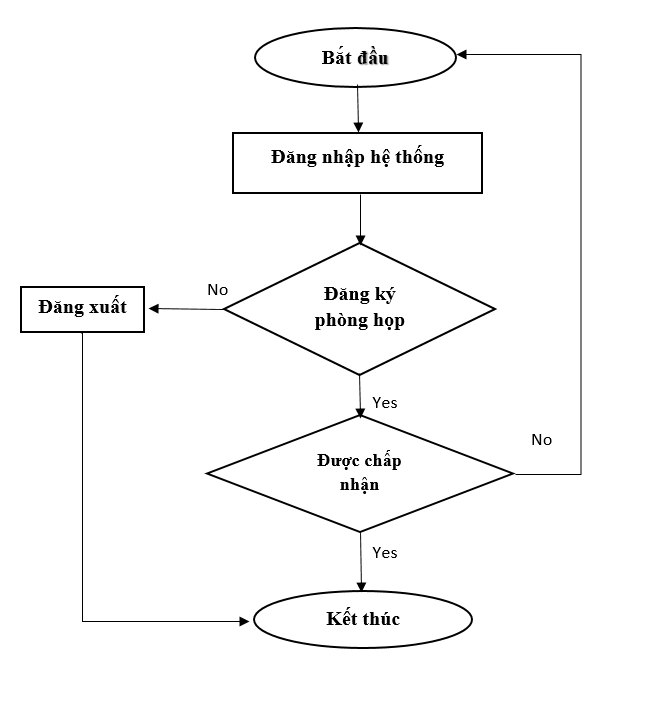 Bắt đầu
Đăng nhập hệ thống
No
Đăng ký
phòng họp
Đăng xuất
Yes
Được chấp
nhận
No
Yes
Kết thúc